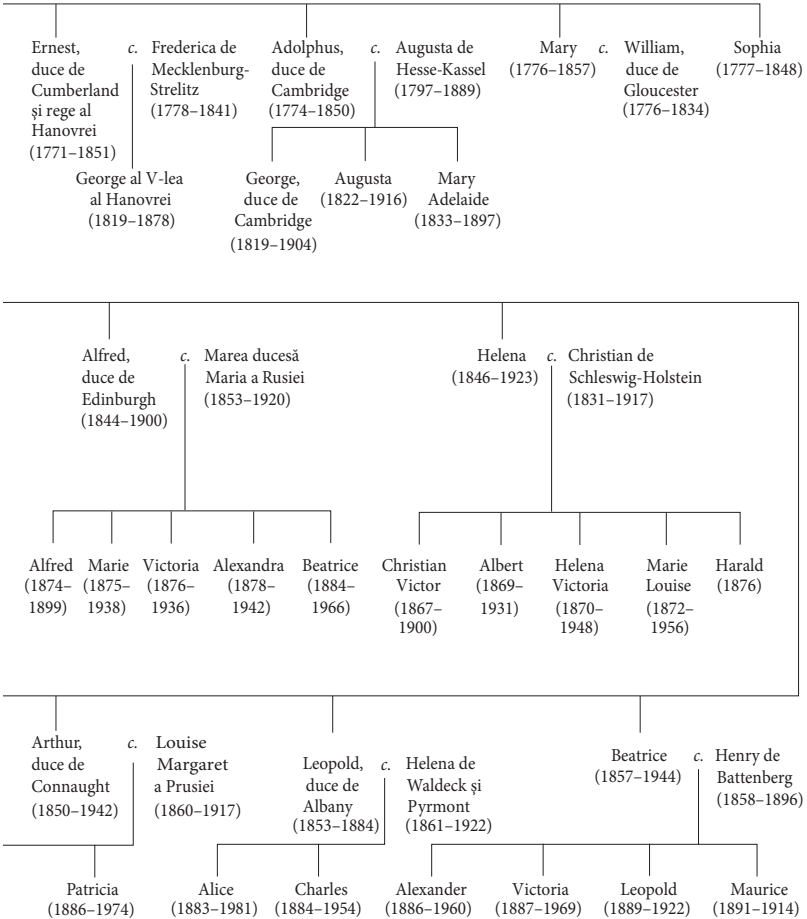 Ernest,
duce de
Cumberland
și rege al
Hanovrei
(1771–1851)
c.
Frederica de
Mecklenburg-
Strelitz
(1778–1841)
Adolphus,
duce de
Cambridge
(1774–1850)
c.
Augusta de
Hesse-Kassel
(1797–1889)
Mary
(1776–1857)
c.
William,
duce de
Gloucester
(1776–1834)
Sophia
(1777–1848)
George al V-lea
al Hanovrei
(1819–1878)
George,
duce de
Cambridge
(1819–1904)
Augusta
(1822–1916)
Mary
Adelaide
(1833–1897)
Alfred,
duce de
Edinburgh
(1844–1900)
c.
Marea ducesă
Maria a Rusiei
(1853–1920)
Helena
(1846–1923)
c.
Christian de
Schleswig-Holstein
(1831–1917)
Alfred
(1874–
1899)
Marie
(1875–
1938)
Victoria
(1876–
1936)
Alexandra
(1878–
1942)
Beatrice
(1884–
1966)
Christian
Victor
(1867–
1900)
Albert
(1869–
1931)
Helena
Victoria
(1870–
1948)
Marie
Louise
(1872–
1956)
Harald
(1876)
Arthur,
duce de
Connaught
(1850–1942)
c.
Louise
Margaret
a Prusiei
(1860–1917)
Leopold,
duce de
Albany
(1853–1884)
c.
Helena de
Waldeck și
Pyrmont
(1861–1922)
Beatrice
(1857–1944)
c.
Henry de
Battenberg
(1858–1896)
Patricia
(1886–1974)
Alice
(1883–1981)
Charles
(1884–1954)
Alexander
(1886–1960)
Victoria
(1887–1969)
Leopold
(1889–1922)
Maurice
(1891–1914)